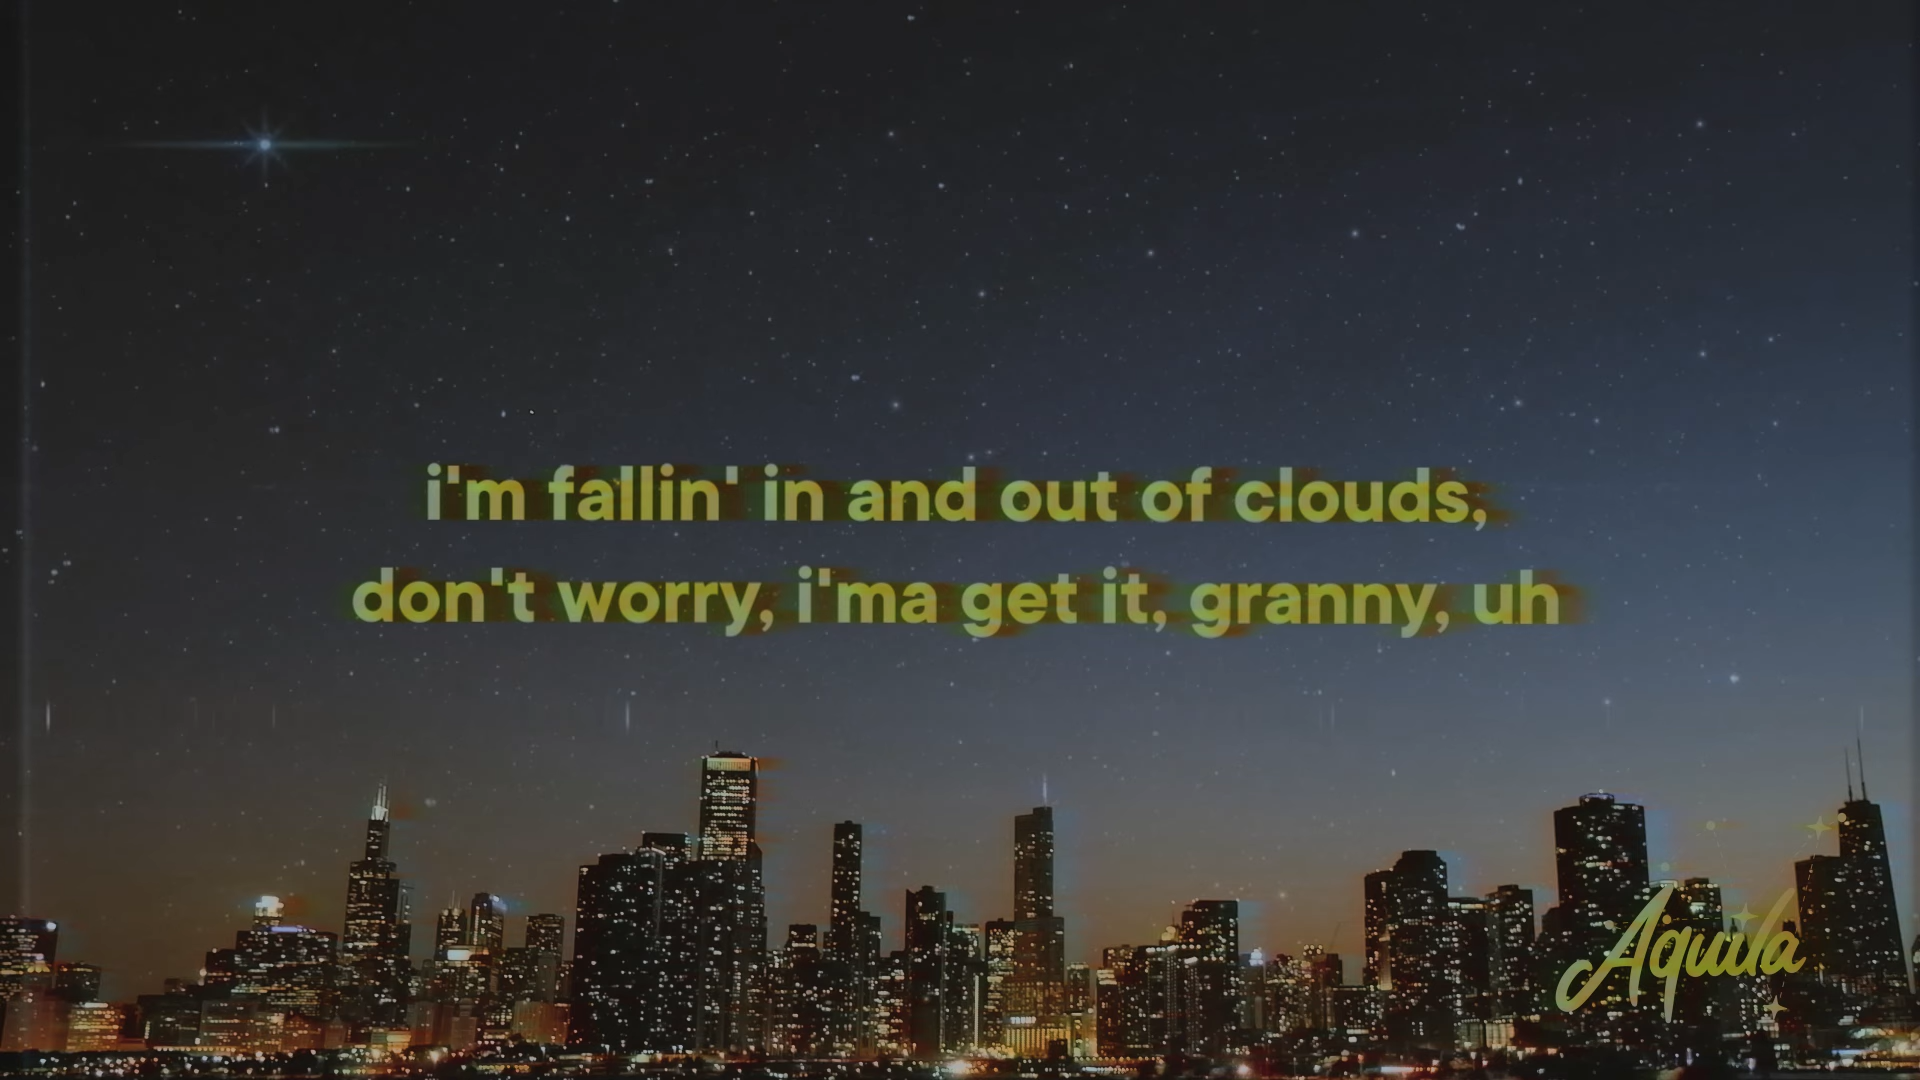 i'm fallin' in and out of clouds,
don't worry, i'ma get it, granny, uh
Aquila